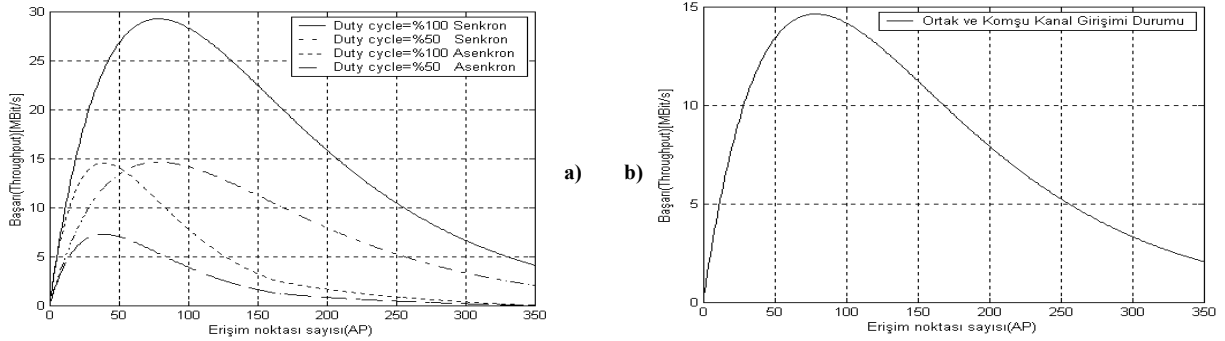 Duty cycle=%100 Senkron
Duty cycle=%50 Senkron
Duty cycle=%100 Asenkron
Duty cycle=%50 Asenkron
Başarı(Throughput)[MBit/s]
30
25
20
15
10
5
0
0 50 100 150 200 250 300 350
Erişim noktası sayısı(AP)
a)
b)
Ortak ve Komşu Kanal Girişimi Durumu
Başarı(Throughput)[MBit/s]
15
10
5
0
0 50 100 150 200 250 300 350
Erişim noktası sayısı(AP)